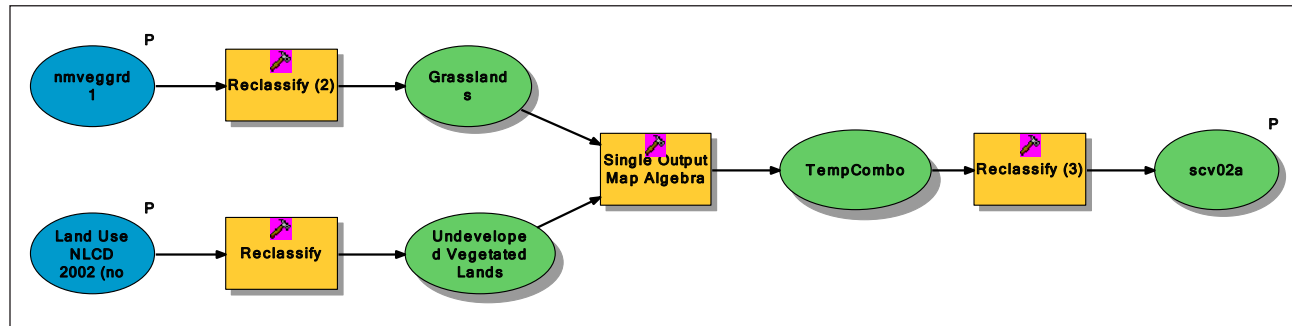 P
nmveggrd
1
Reclassify (2)
Grassland
s
Single Output
Map Algebra
TempCombo
Reclassify (3)
P
scv02a
P
Land Use
NLCD
2002 (no
Reclassify
Undevelope
d Vegetated
Lands